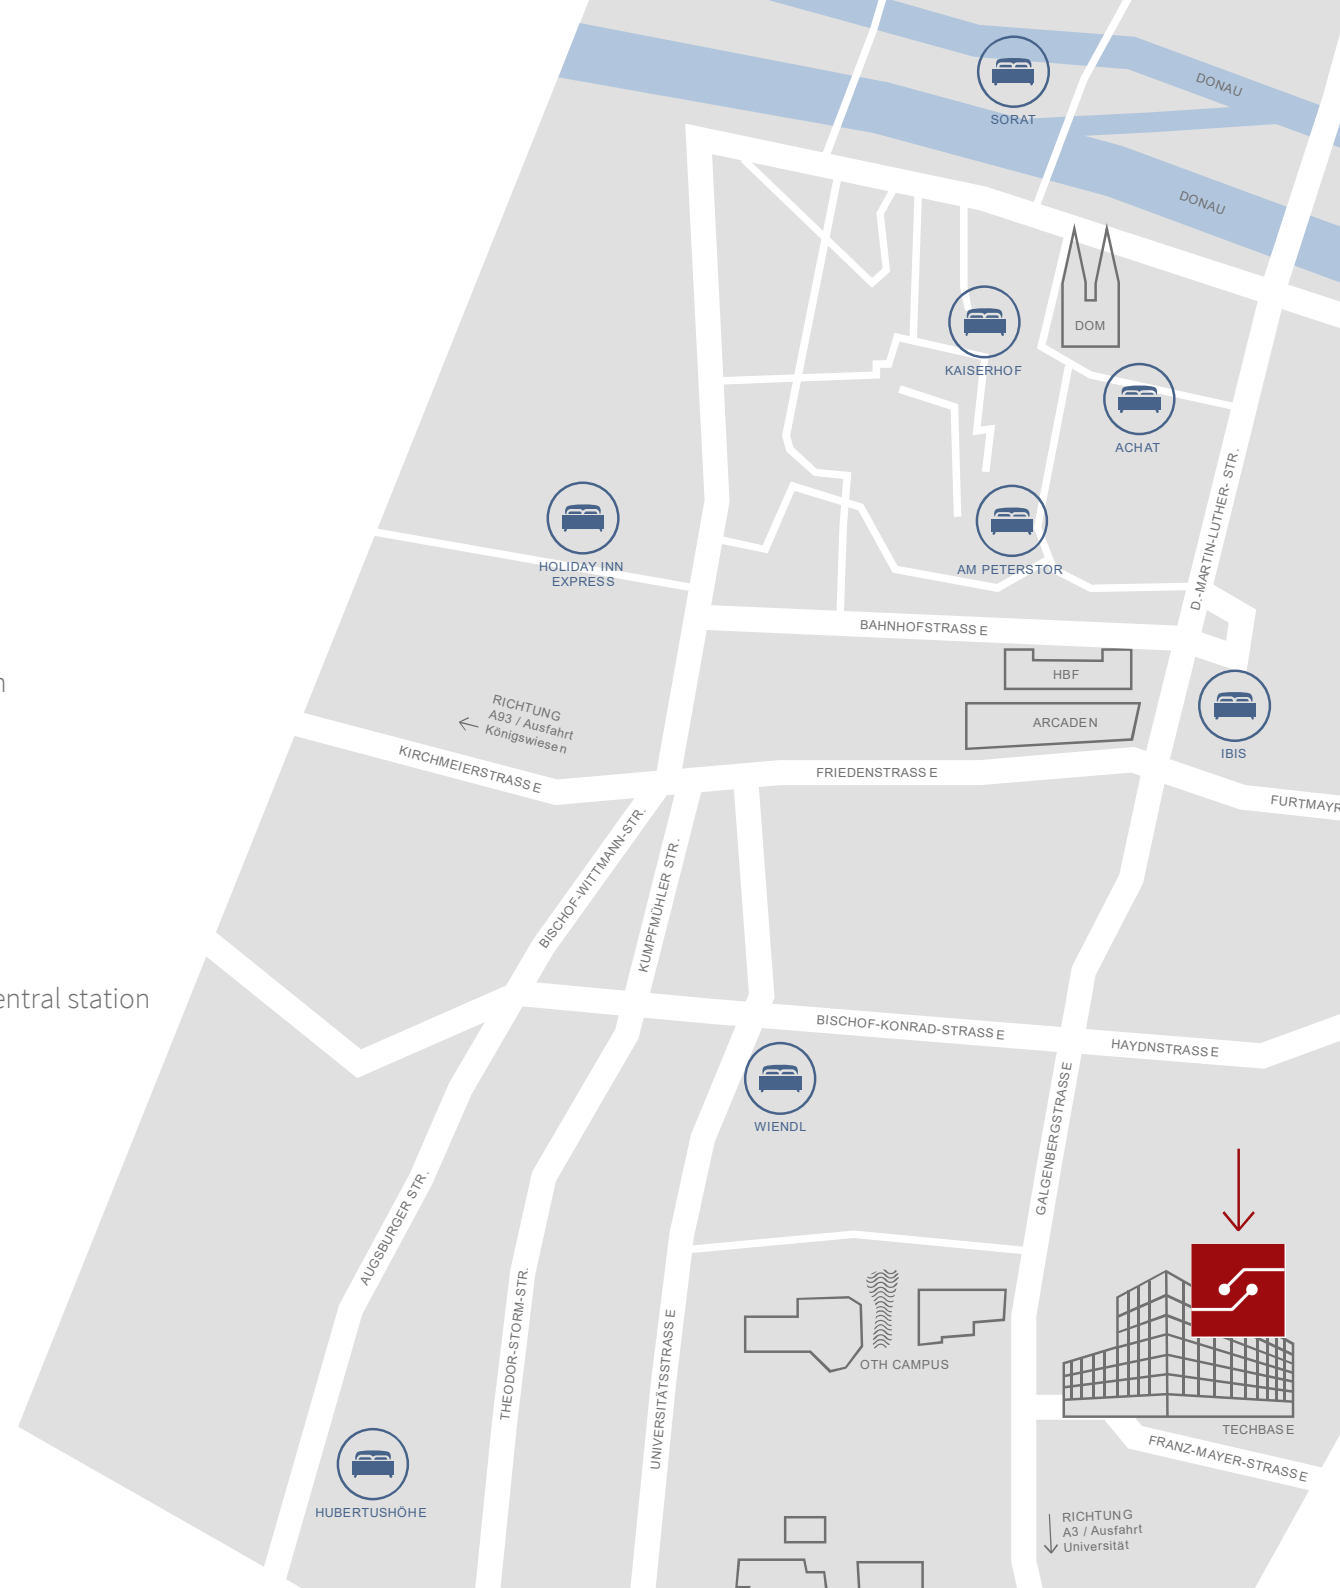 DONAU
SORAT
DONAU
DOM
KAISERHOF
ACHAT
D.-MARTIN-LUTHER- STR.
HOLIDAY INN
EXPRESS
AM PETERSTOR
BAHNHOFSTRASSE
HBF
n
RICHTUNG
A93 / Ausfahrt
Königswiesen
ARCADEN
IBIS
KIRCHMEIERSTRASSE
FRIEDENSTRASSE
FURTMAYR
BISCHOF-WITTMANN-STR.
KUMPFMÜHLER STR.
entral station
BISCHOF-KONRAD-STRASSE
HAYDNSTRASSE
WIENDL
GALGENBERGSTRASSE
AUGSBURGER STR.
THEODOR-STORM-STR.
UNIVERSITÄTSSTRASSE
OTH CAMPUS
TECHBASE
FRANZ-MAYER-STRASSE
HUBERTUSHÖHE
RICHTUNG
A3 / Ausfahrt
Universität